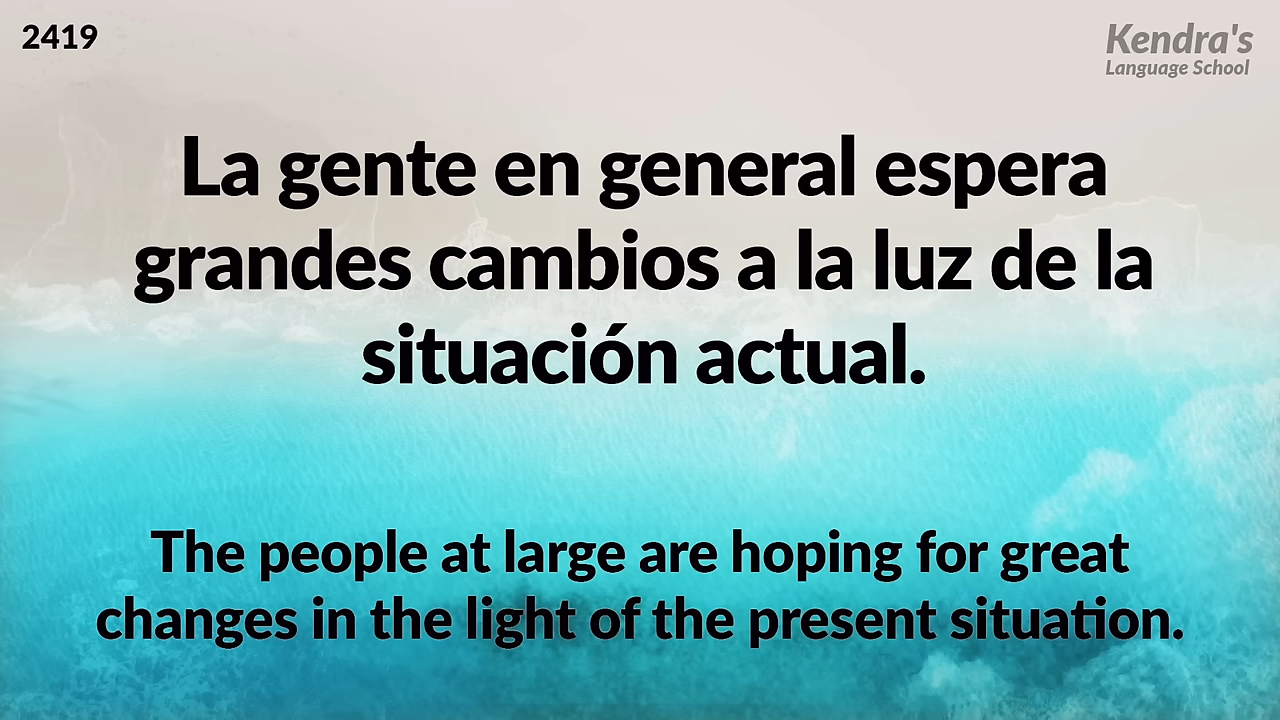 2419
Kendra's
Language School
La gente en general espera
grandes cambios a la luz de la
situación actual.
The people at large are hoping for great
changes in the light of the present situation.